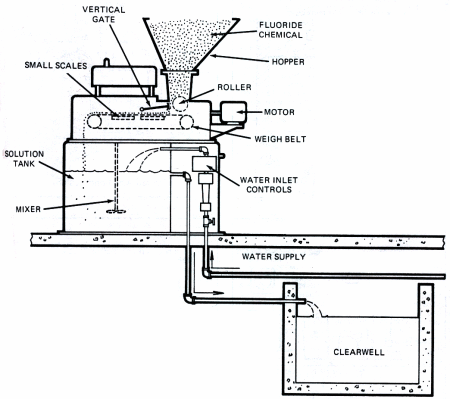 VERTICAL
GATE
FLUORIDE
CHEMICAL
HOPPER
SMALL SCALES
ROLLER
MOTOR
WEIGH BELT
SOLUTION
TANK
WATER INLET
CONTROLS
MIXER
WATER SUPPLY
CLEARWELL